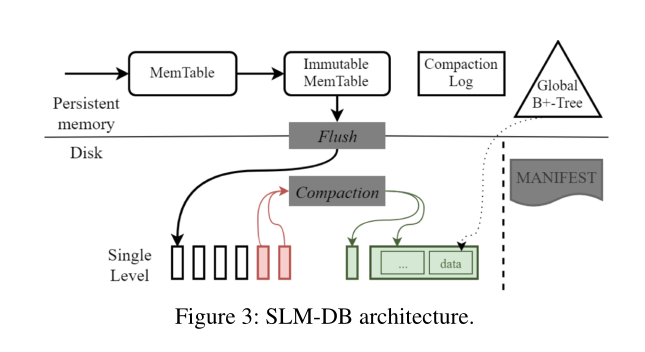 MemTable
Immutable
MemTable
Compaction
Log
Global
B+-Tree
Persistent
memory
Flush
Disk
MANIFEST
Compaction
Single
Level
...
data
Figure 3: SLM-DB architecture.